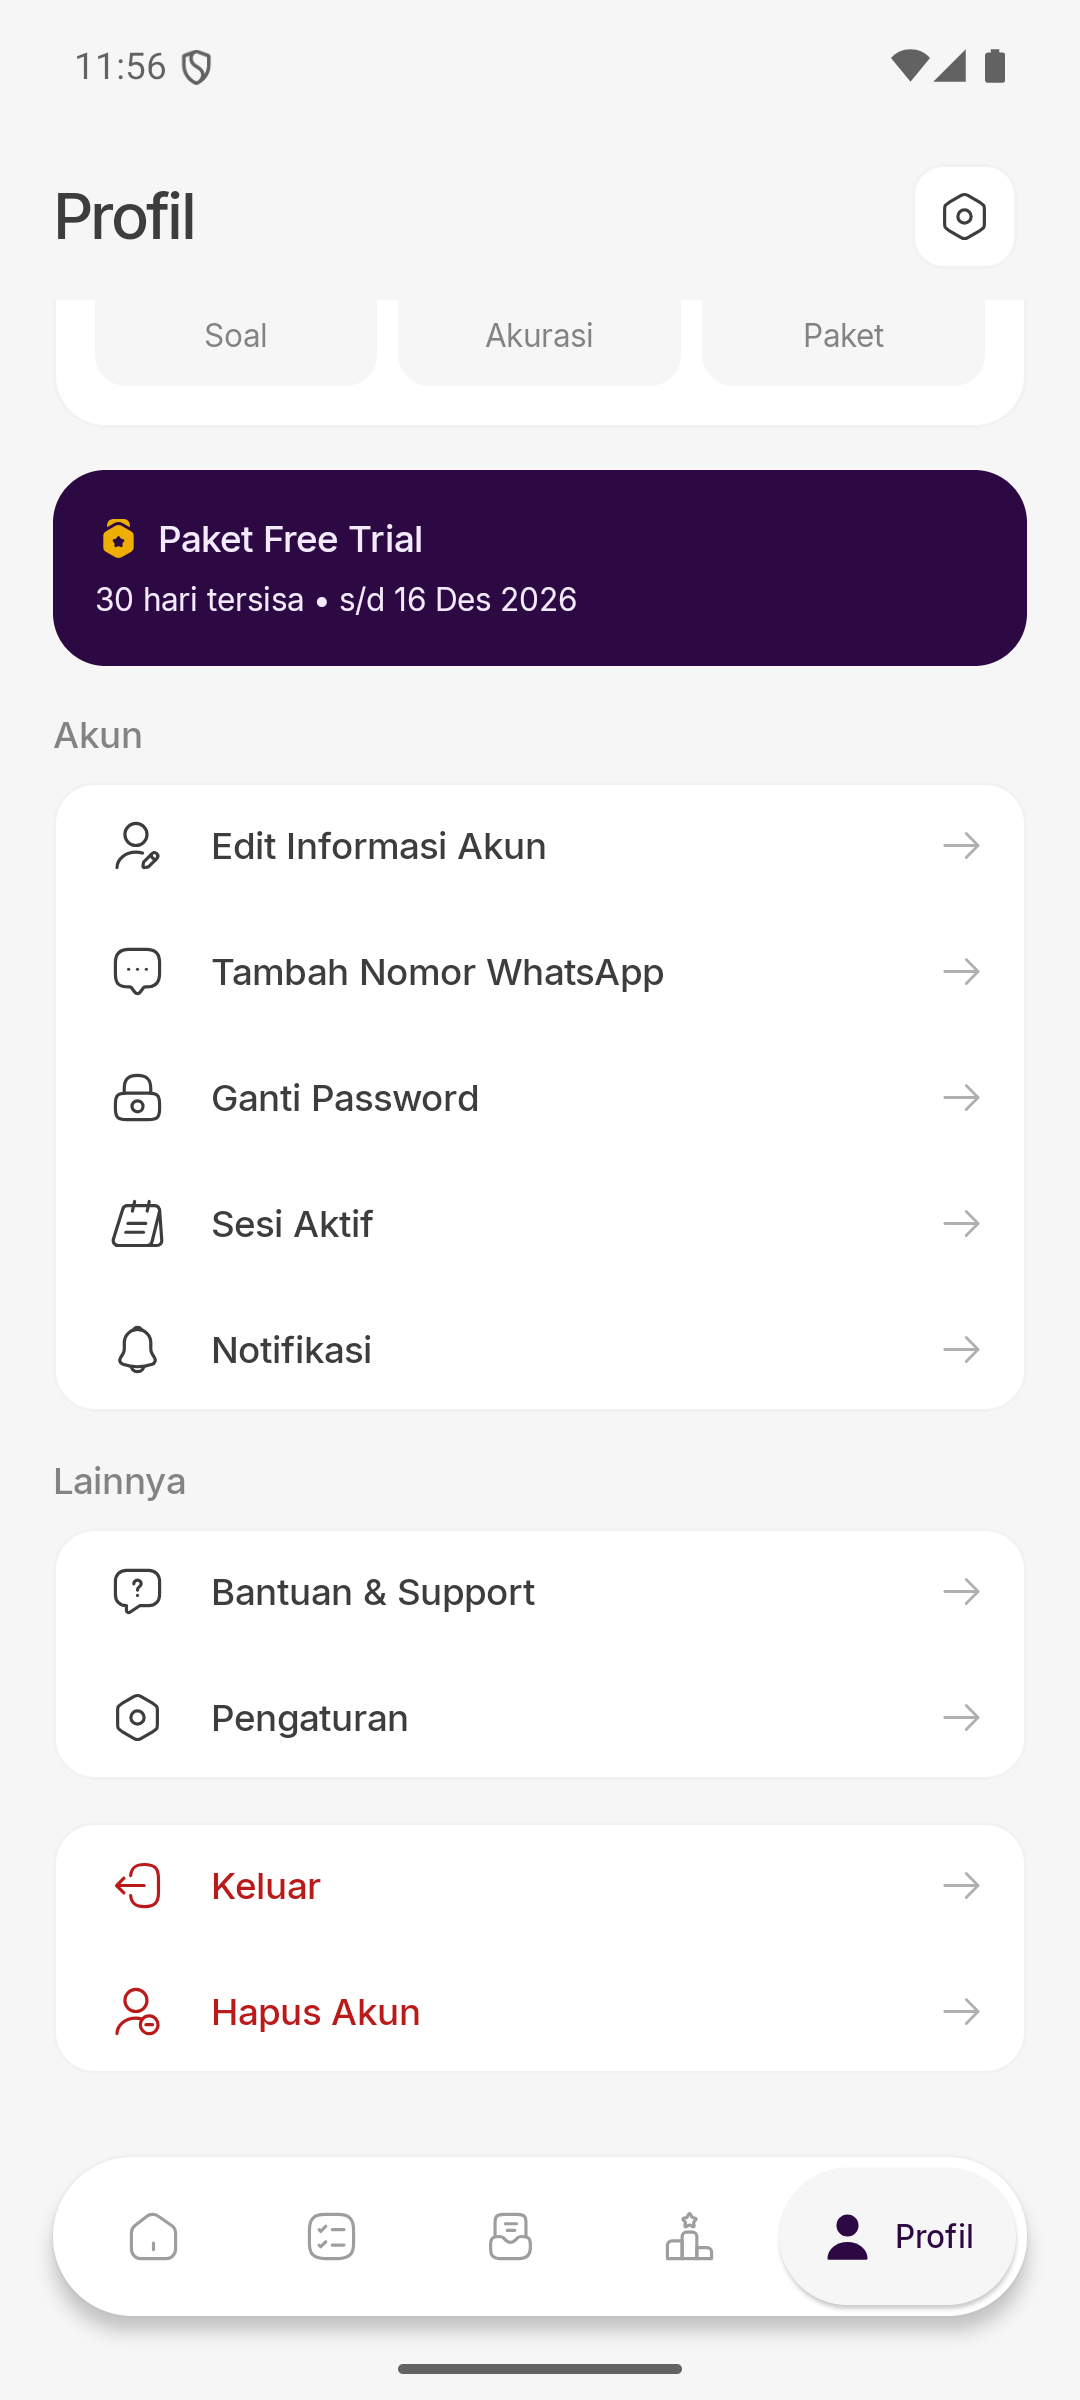 11:56
Profil
Soal
Akurasi
Paket
Paket Free Trial
30 hari tersisa • s/d 16 Des 2026
Akun
Edit Informasi Akun
Tambah Nomor WhatsApp
Ganti Password
Sesi Aktif
Notifikasi
Lainnya
Bantuan & Support
Pengaturan
Keluar
Hapus Akun
Profil